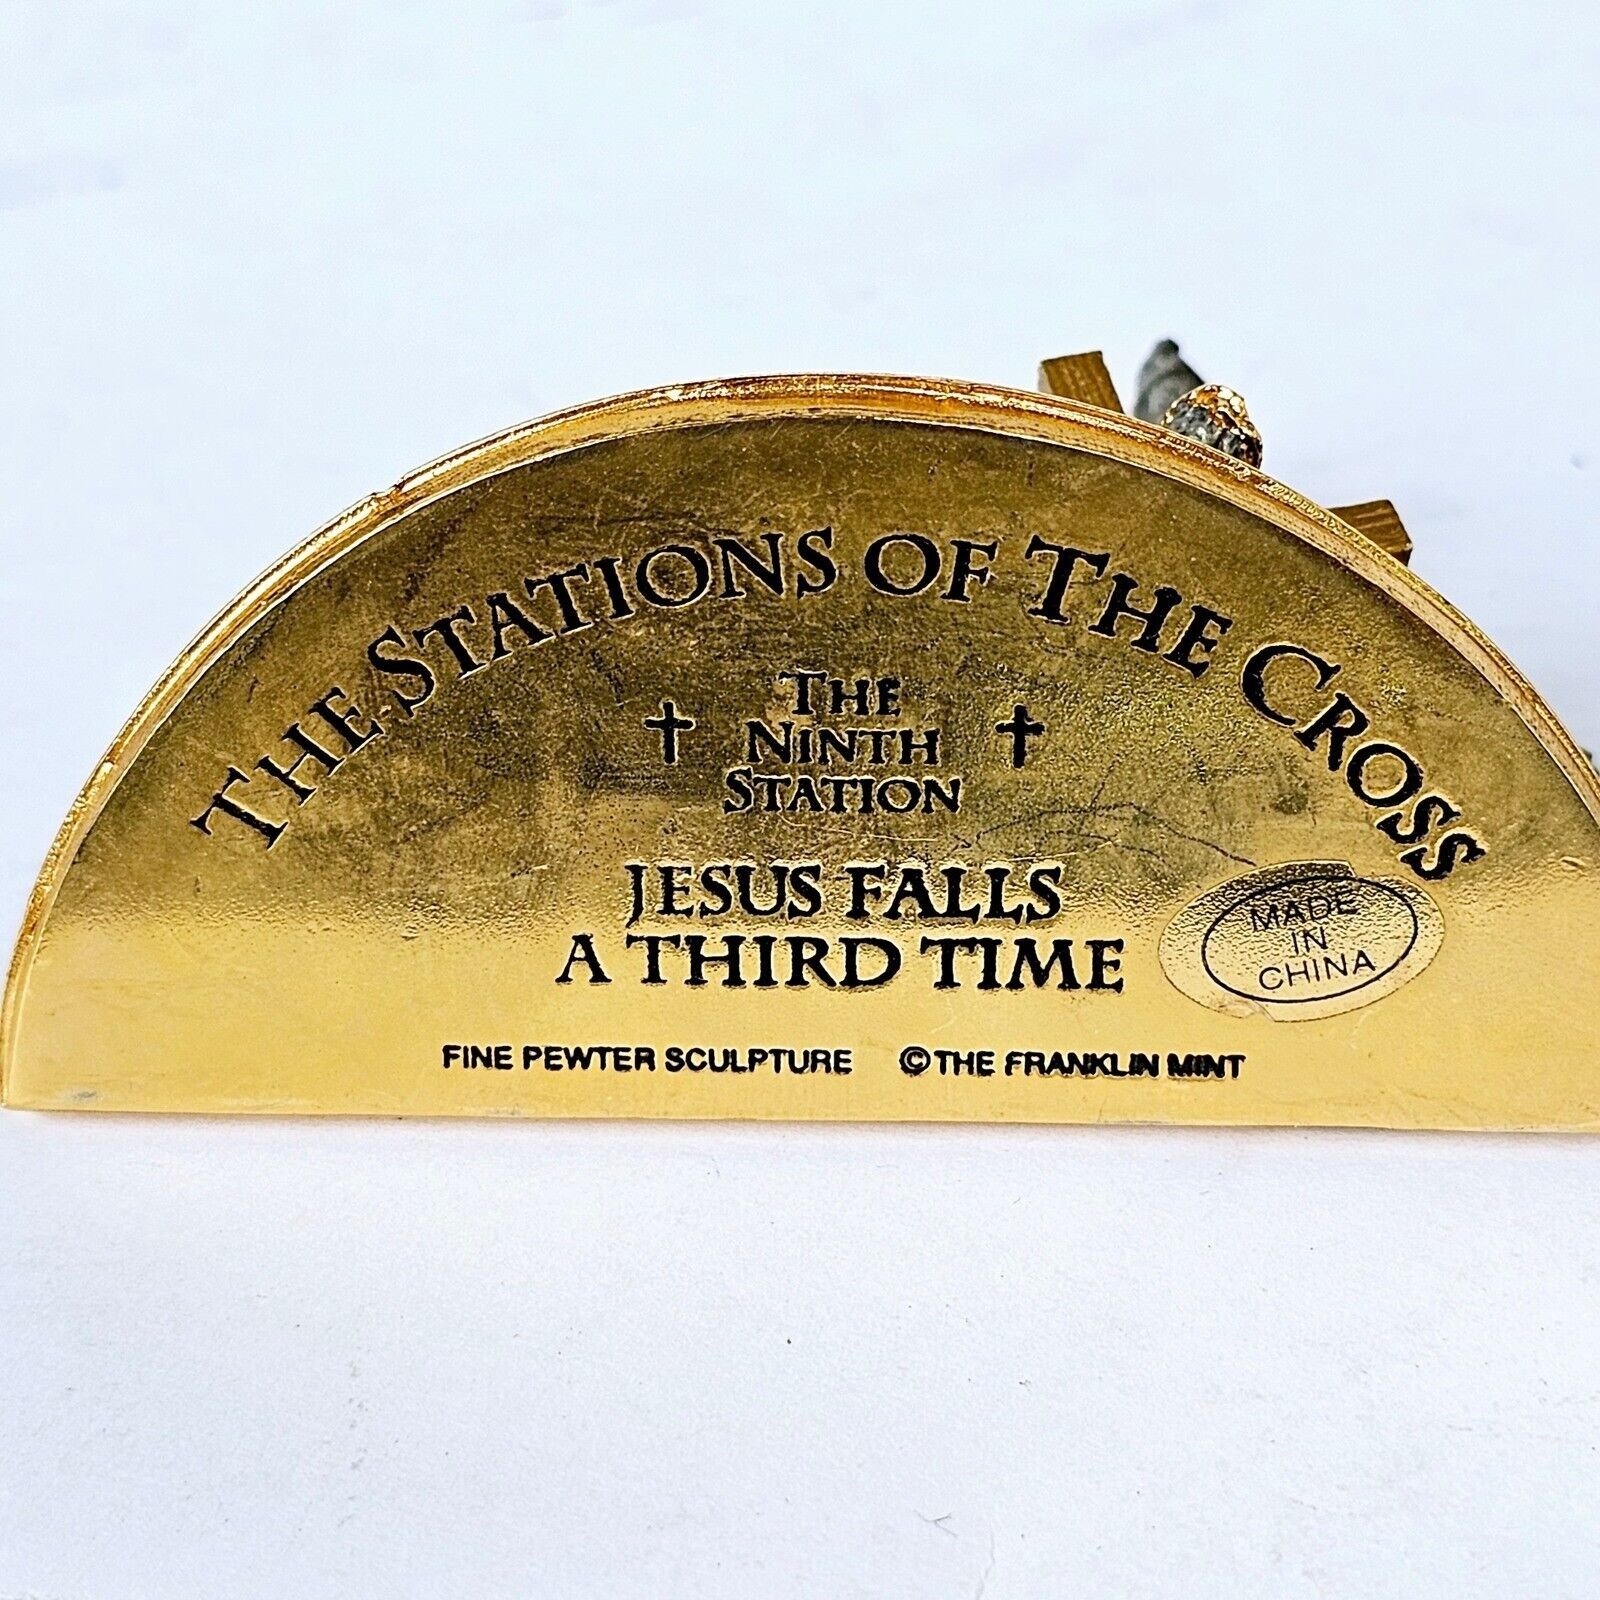 THE STATIONS OF THE CROSS
THE
NINTH
STATION
JESUS FALLS
A THIRD TIME
MADE
IN
CHINA
FINE PEWTER SCULPTURE ©THE FRANKLIN MINT